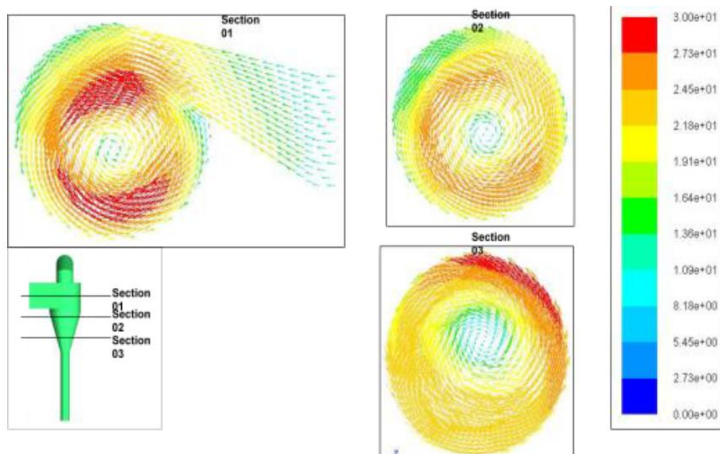 Section
01
Section
02
Section
03
Section
01
Section
02
Section
03
3.00e+01
2.73e+01
2.45e+01
2.18e+01
1.91e+01
1.64e+01
1.36e+01
1.09e+01
8.18e+00
5.45e+00
2.73e+00
0.00e+00